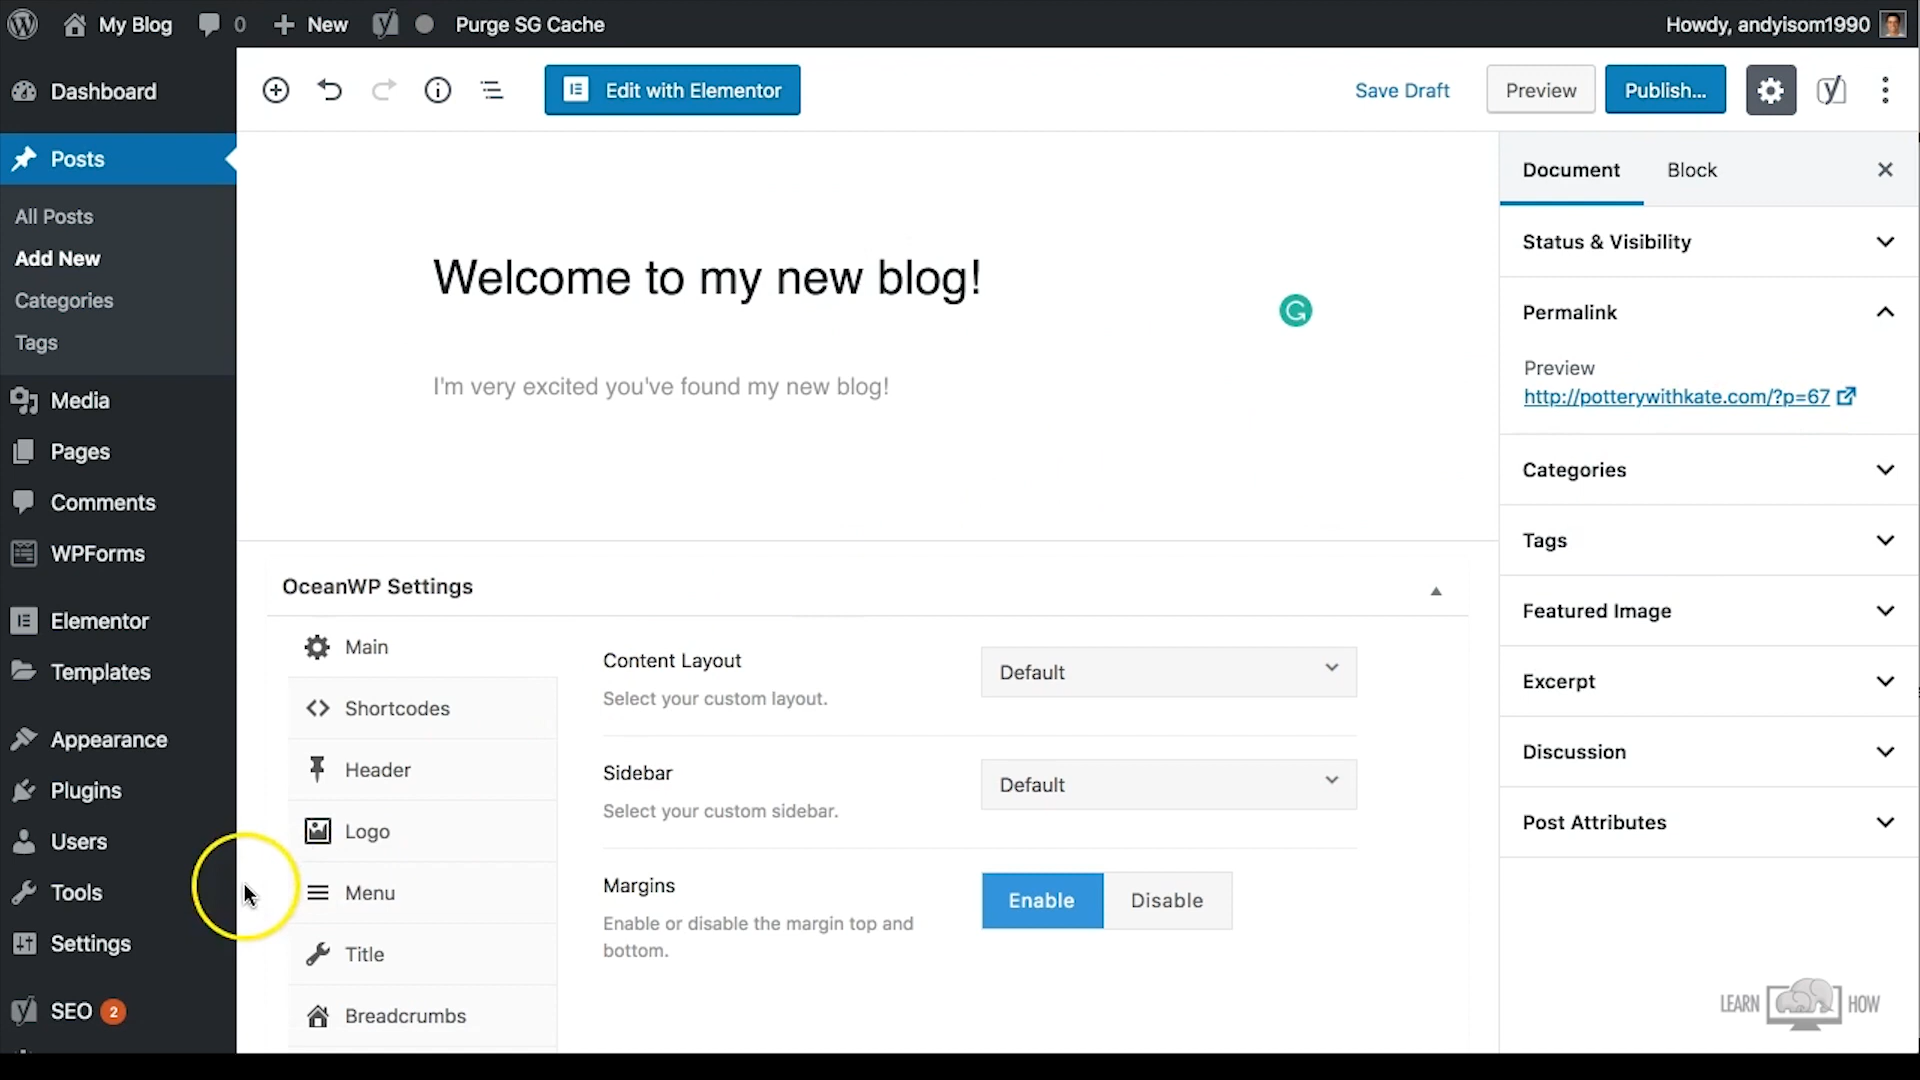 My Blog
0
New
Purge SG Cache
Howdy, andyisom1990
Dashboard
Posts
All Posts
Add New
Categories
Tags
Media
Pages
Comments
WPForms
Elementor
Templates
Appearance
Plugins
Users
Tools
Settings
SEO 2
Edit with Elementor
Save Draft
Preview
Publish...
Welcome to my new blog!
I'm very excited you've found my new blog!
OceanWP Settings
Main
Shortcodes
Header
Logo
Menu
Title
Breadcrumbs
Content Layout
Select your custom layout.
Default
Sidebar
Select your custom sidebar.
Default
Margins
Enable or disable the margin top and
bottom.
Enable
Disable
Document
Block
Status & Visibility
Permalink
Preview
http://potterywithkate.com/?p=67
Categories
Tags
Featured Image
Excerpt
Discussion
Post Attributes
LEARN HOW